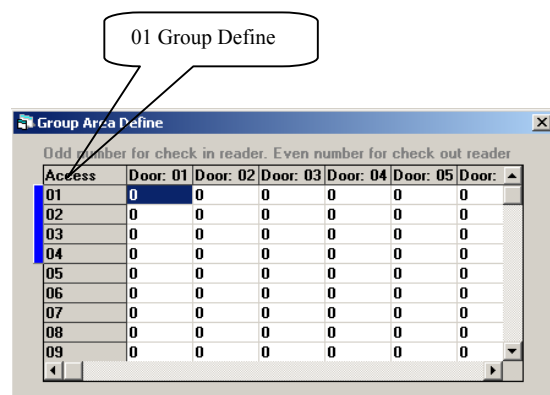 01 Group Define
Group Area Define
Odd number for check in reader. Even number for check out reader
Access Door: 01 Door: 02 Door: 03 Door: 04 Door: 05 Door:
01 0 0 0 0 0 0
02 0 0 0 0 0 0
03 0 0 0 0 0 0
04 0 0 0 0 0 0
05 0 0 0 0 0 0
06 0 0 0 0 0 0
07 0 0 0 0 0 0
08 0 0 0 0 0 0
09 0 0 0 0 0 0